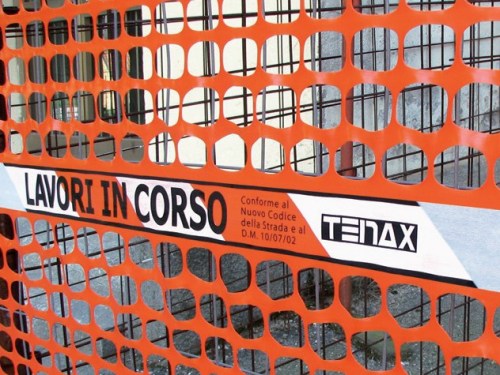 LAVORI IN CORSO
Conforme al
Nuovo Codice
della Strada e al
D.M. 10/07/02
TENAX